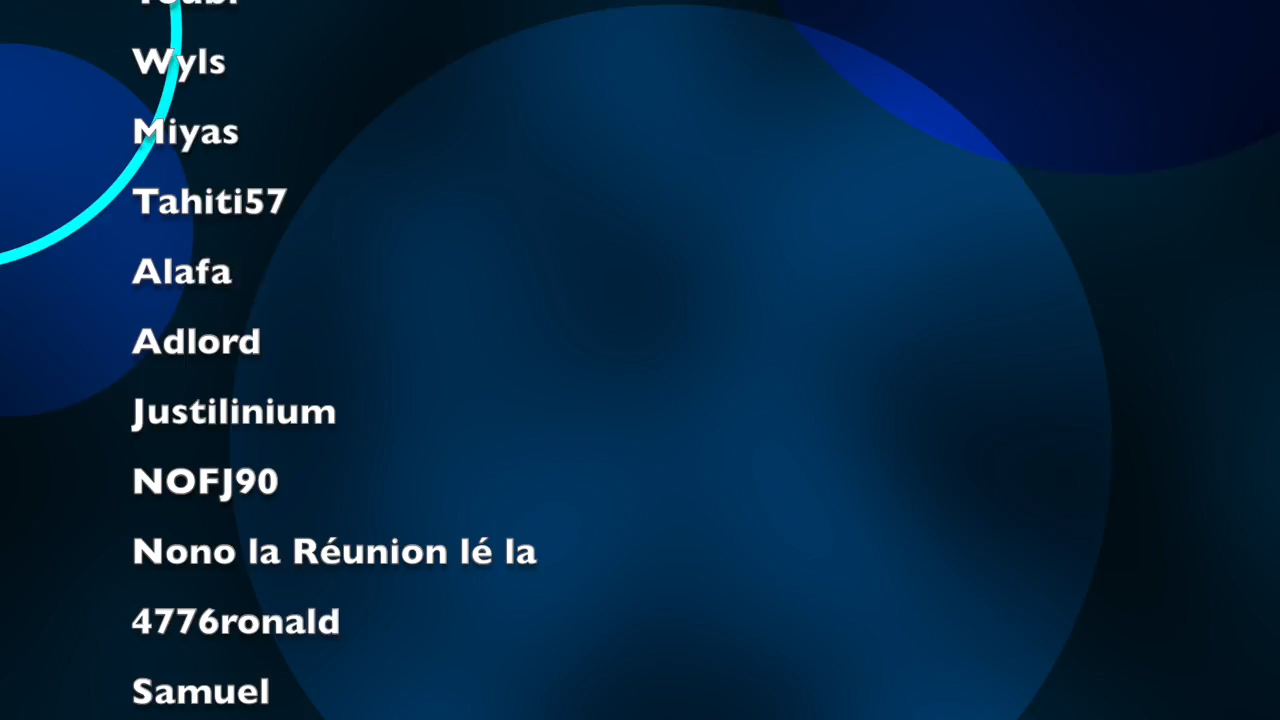 Wyls
Miyas
Tahiti57
Alafa
Adlord
Justilinium
NOFJ90
Nono la Réunion lé la
4776ronald
Samuel